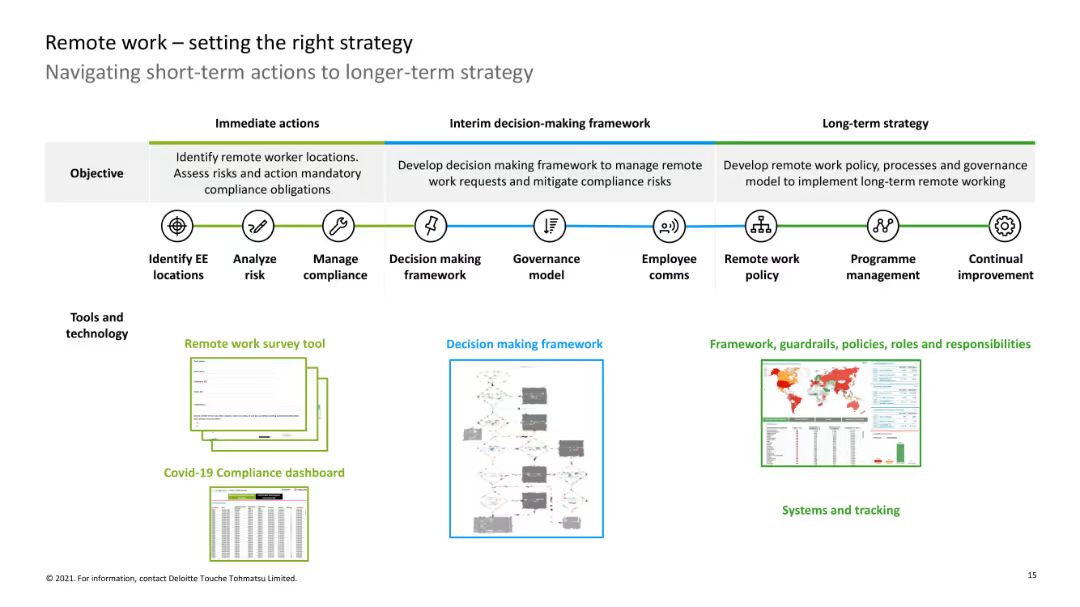 Remote work – setting the right strategy
Navigating short-term actions to longer-term strategy
Immediate actions
Interim decision-making framework
Long-term strategy
Objective
Identify remote worker locations.
Assess risks and action mandatory
compliance obligations
Develop decision making framework to manage remote
work requests and mitigate compliance risks
Develop remote work policy, processes and governance
model to implement long-term remote working
Identify EE
locations
Analyze
risk
Manage
compliance
Decision making
framework
Governance
model
Employee
comms
Remote work
policy
Programme
management
Continual
improvement
Tools and
technology
Remote work survey tool
Covid-19 Compliance dashboard
Decision making framework
Framework, guardrails, policies, roles and responsibilities
Systems and tracking
© 2021. For information, contact Deloitte Touche Tohmatsu Limited.
15